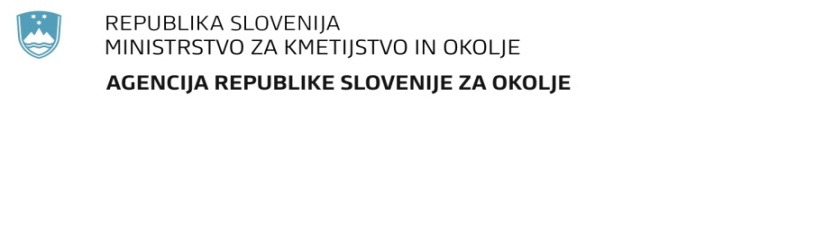 REPUBLIKA SLOVENIJA
MINISTRSTVO ZA KMETIJSTVO IN OKOLJE
AGENCIJA REPUBLIKE SLOVENIJE ZA OKOLJE